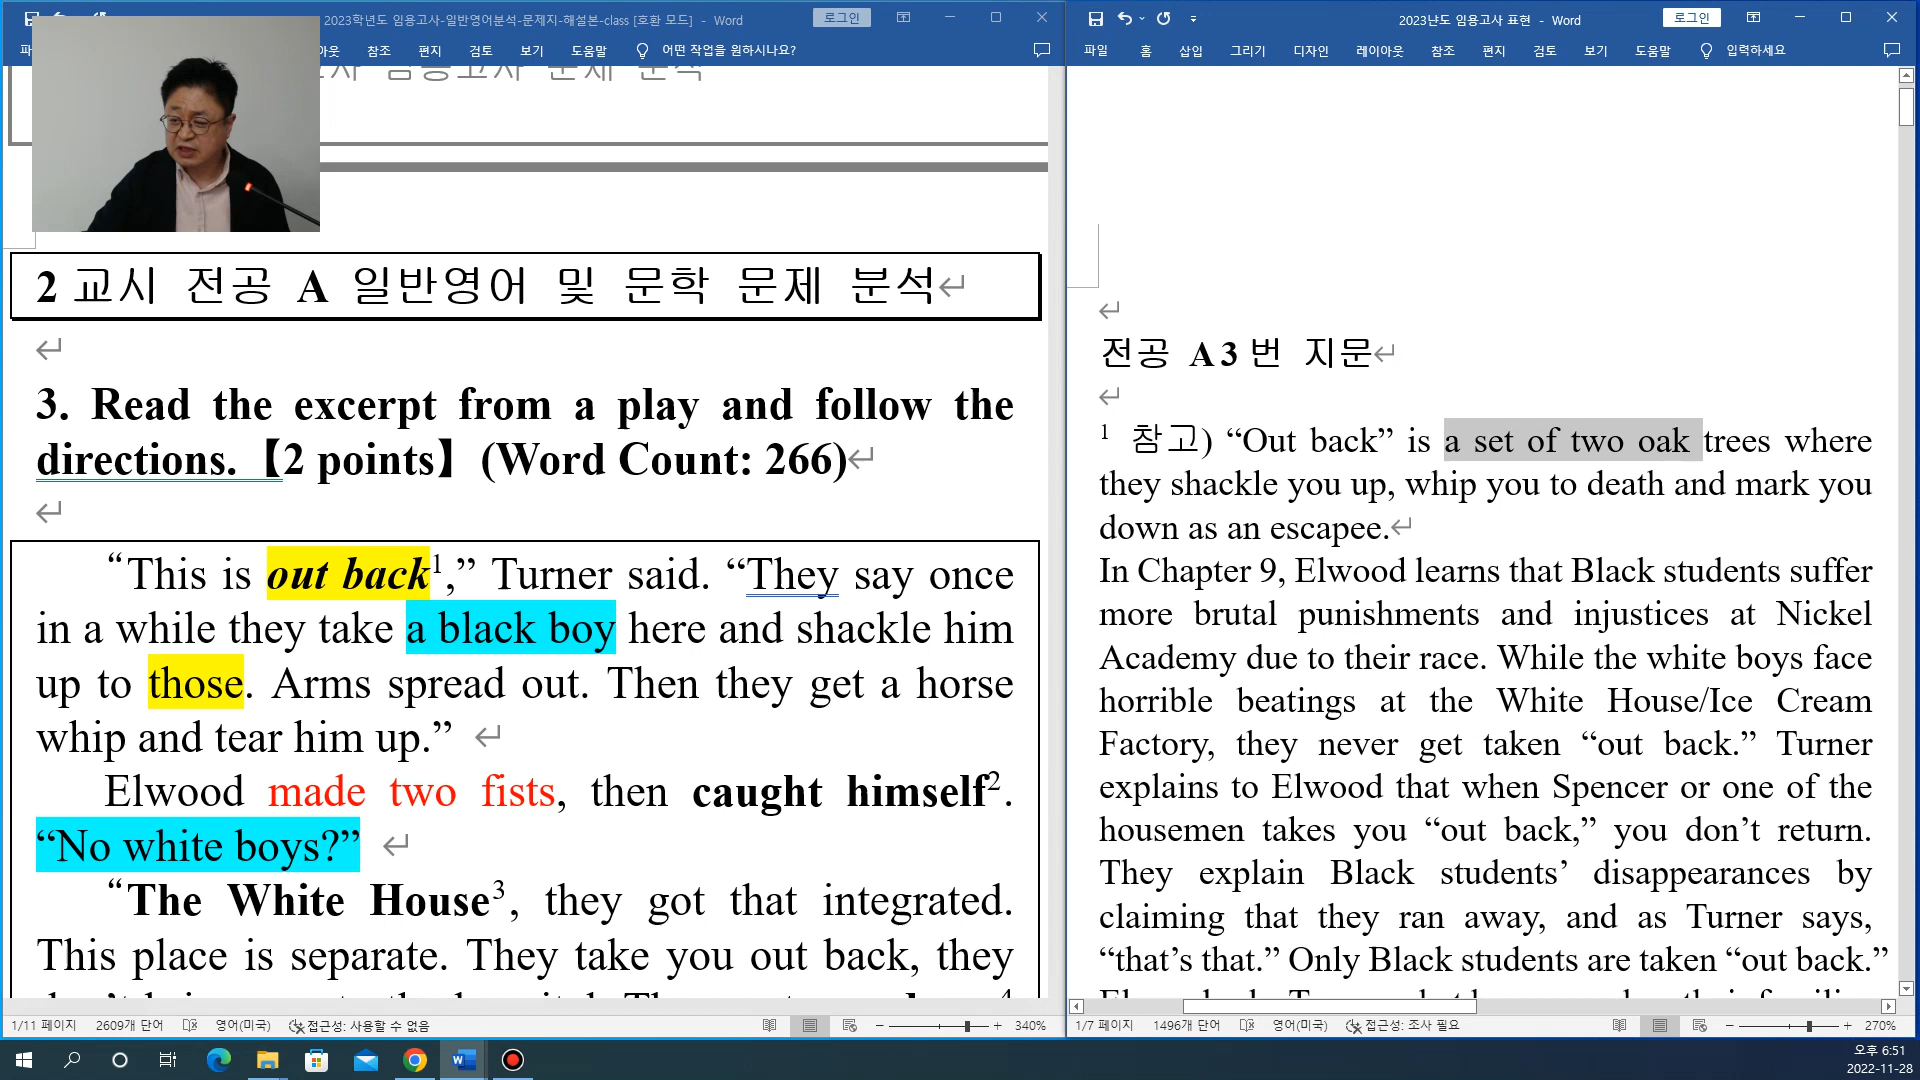 2023학년도 임용고사-일반영어분석-문제지-해설본-class [호환 모드] - Word
로그인
참조 편지 검토 보기 도움말 어떤 작업을 원하시나요?
2 교시 전공 A 일반영어 및 문학 문제 분석
3. Read the excerpt from a play and follow the
directions.【2 points】(Word Count: 266)
“This is out back1,” Turner said. “They say once
in a while they take a black boy here and shackle him
up to those. Arms spread out. Then they get a horse
whip and tear him up.”
Elwood made two fists, then caught himself2.
“No white boys?”
“The White House3, they got that integrated.
This place is separate. They take you out back, they
1/11 페이지 2609개 단어 영어(미국) 접근성: 사용할 수 없음 340%
2023년도 임용고사 표현 - Word
로그인
파일 홈 삽입 그리기 디자인 레이아웃 참조 편지 검토 보기 도움말 입력하세요
전공 A 3 번 지문
1 참고) “Out back” is a set of two oak trees where
they shackle you up, whip you to death and mark you
down as an escapee.
In Chapter 9, Elwood learns that Black students suffer
more brutal punishments and injustices at Nickel
Academy due to their race. While the white boys face
horrible beatings at the White House/Ice Cream
Factory, they never get taken “out back.” Turner
explains to Elwood that when Spencer or one of the
housemen takes you “out back,” you don’t return.
They explain Black students’ disappearances by
claiming that they ran away, and as Turner says,
“that’s that.” Only Black students are taken “out back.”
1/7 페이지 1496개 단어 영어(미국) 접근성: 조사 필요 270%
오후 6:51
2022-11-28